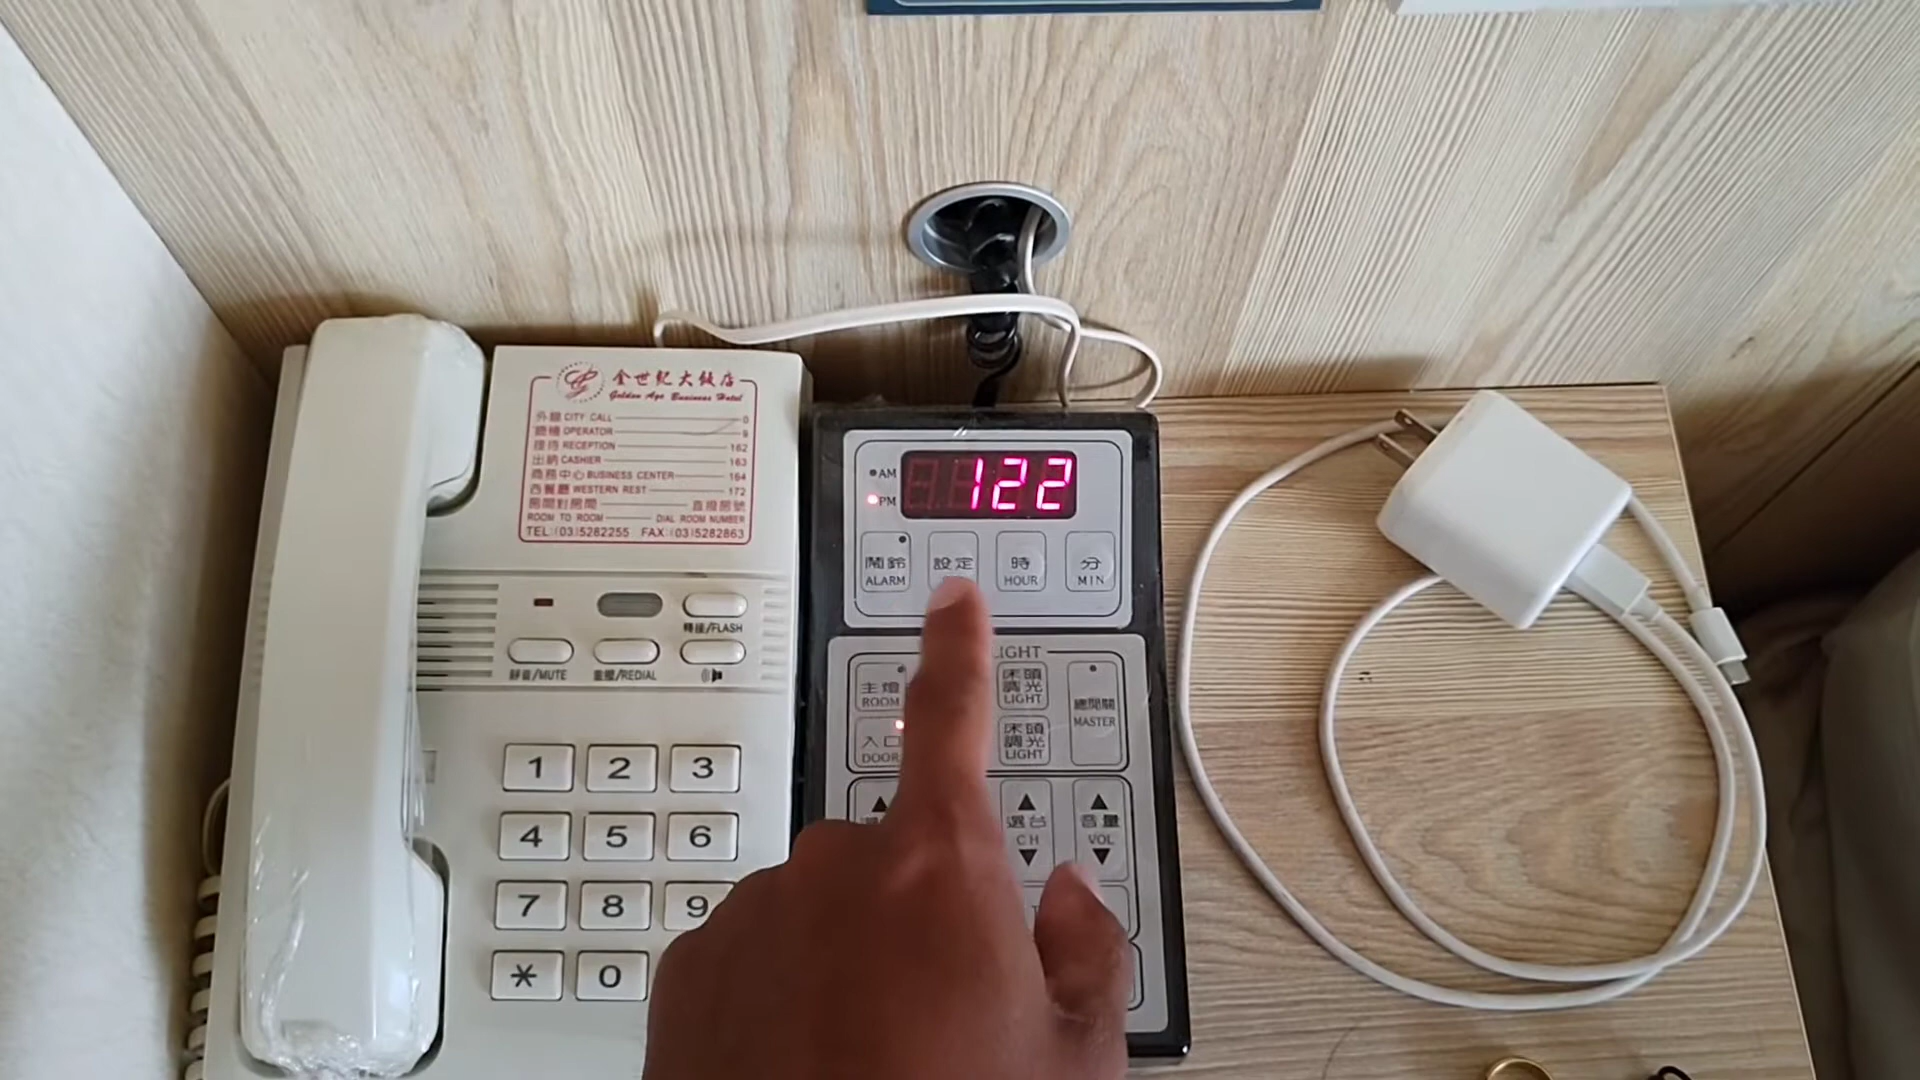 金世紀大飯店
Golden Age Business Hotel
外線 CITY CALL 0
總機 OPERATOR 9
接待 RECEPTION 162
出納 CASHIER 163
商務中心 BUSINESS CENTER 164
西餐廳 WESTERN REST 172
房間對房間 直撥房號
ROOM TO ROOM DIAL ROOM NUMBER
TEL:(03)5282255 FAX:(03)5282863
轉接/FLASH
靜音/MUTE 重撥/REDIAL
1 2 3
4 5 6
7 8 9
* 0
AM
PM
122
鬧鈴 設定 時 分
ALARM HOUR MIN
LIGHT
主燈 床頭調光 總開關
ROOM LIGHT MASTER
入口 床頭調光
DOOR LIGHT
選台 音量
CH VOL